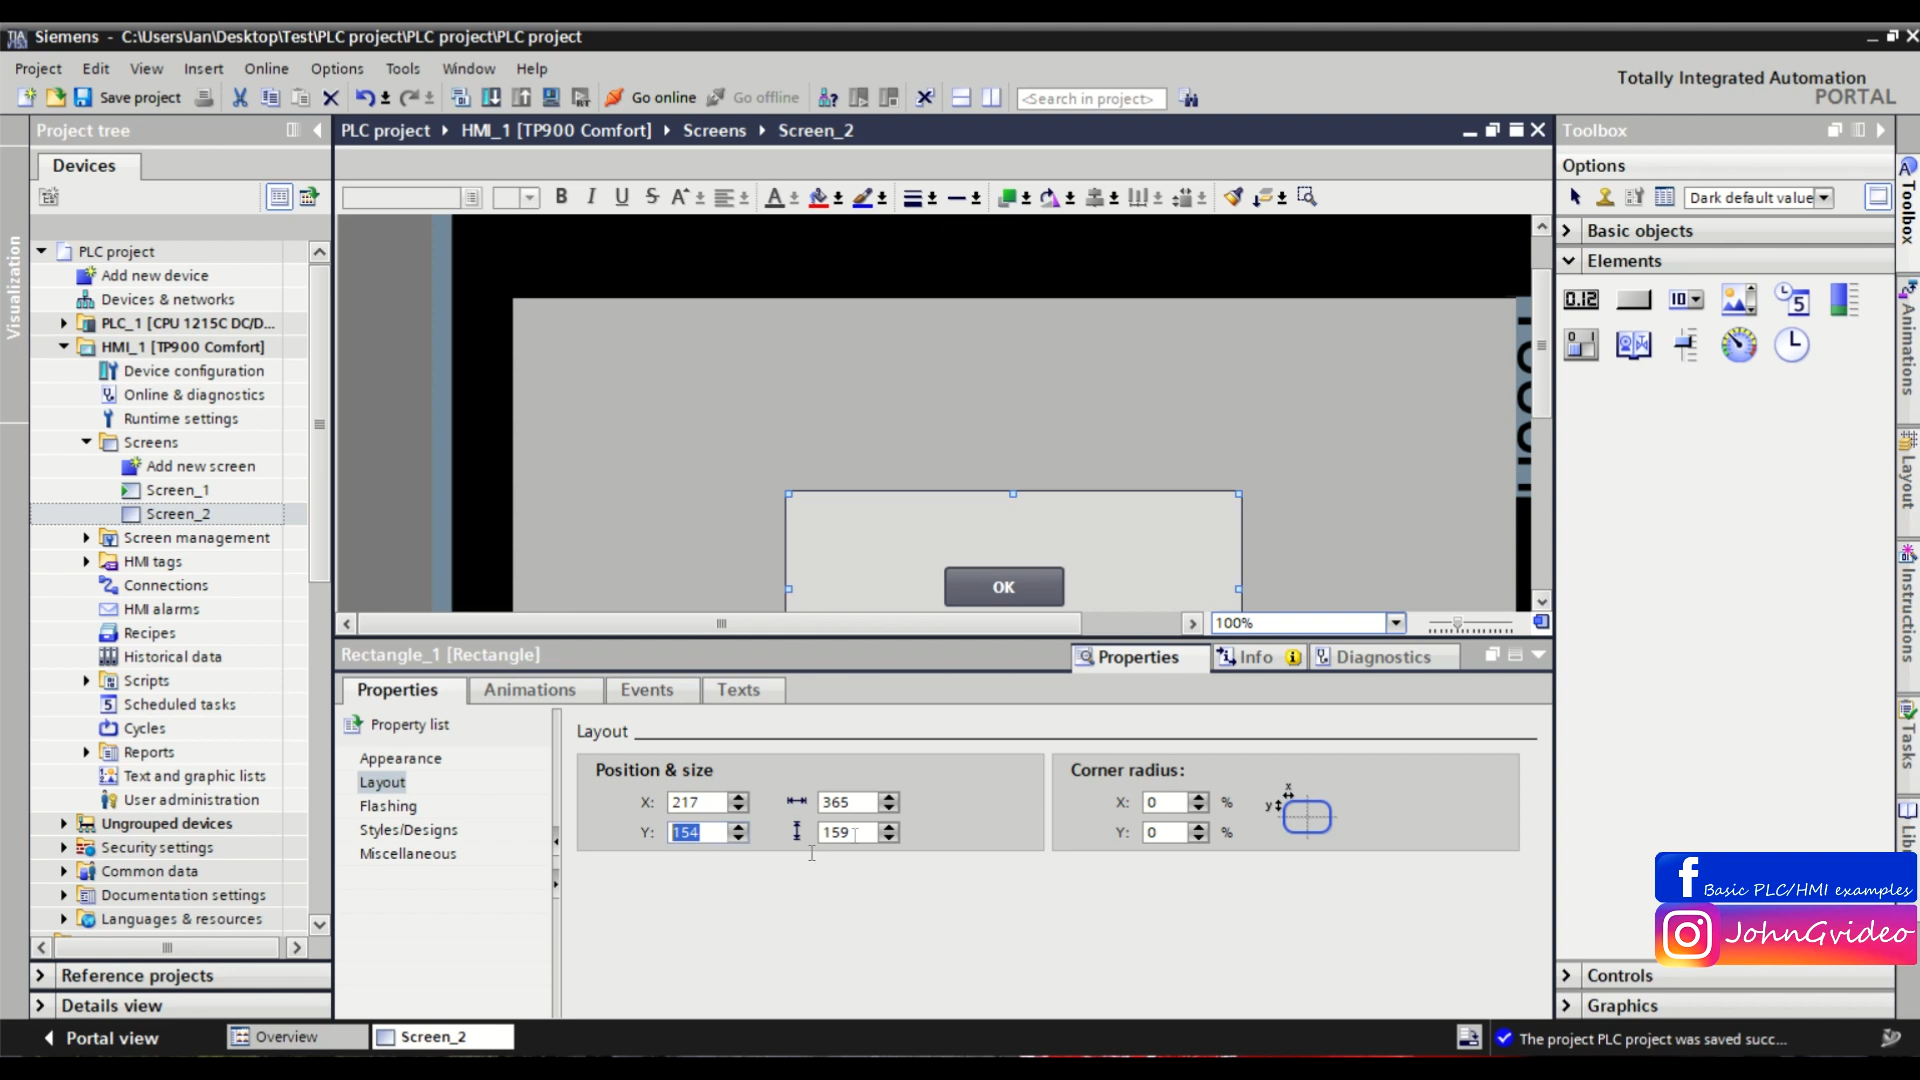 Siemens - C:\Users\Jan\Desktop\Test\PLC project\PLC project\PLC project
Project Edit View Insert Online Options Tools Window Help
Totally Integrated Automation
PORTAL
Save project
Go online
Go offline
<Search in project>
Project tree
PLC project
HMI_1 [TP900 Comfort]
Screens
Screen_2
Toolbox
Devices
Options
Dark default value
Visualization
PLC project
Add new device
Devices & networks
PLC_1 [CPU 1215C DC/D...
HMI_1 [TP900 Comfort]
Device configuration
Online & diagnostics
Runtime settings
Screens
Add new screen
Screen_1
Screen_2
Screen management
HMI tags
Connections
HMI alarms
Recipes
Historical data
Scripts
Scheduled tasks
Cycles
Reports
Text and graphic lists
User administration
Ungrouped devices
Security settings
Common data
Documentation settings
Languages & resources
Reference projects
Details view
OK
100%
Rectangle_1 [Rectangle]
Properties
Info
Diagnostics
Properties
Animations
Events
Texts
Property list
Appearance
Layout
Flashing
Styles/Designs
Miscellaneous
Layout
Position & size
X: 217
365
Y: 154
159
Corner radius:
X: 0 %
Y: 0 %
x
y
Basic objects
Elements
0.12
10
5
0 1
Controls
Graphics
Toolbox
Animations
Layout
Instructions
Tasks
Basic PLC/HMI examples
JohnGvideo
Portal view
Overview
Screen_2
The project PLC project was saved succ...